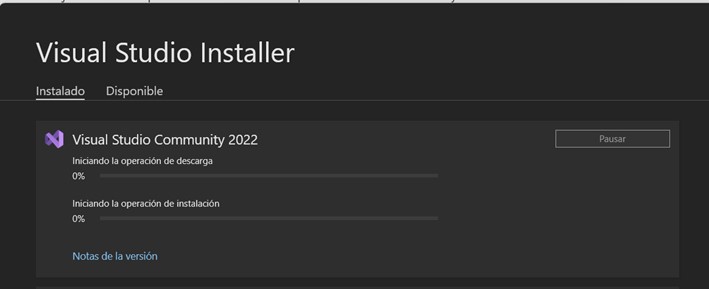 Visual Studio Installer
Instalado Disponible
Visual Studio Community 2022
Pausar
Iniciando la operación de descarga
0%
Iniciando la operación de instalación
0%
Notas de la versión